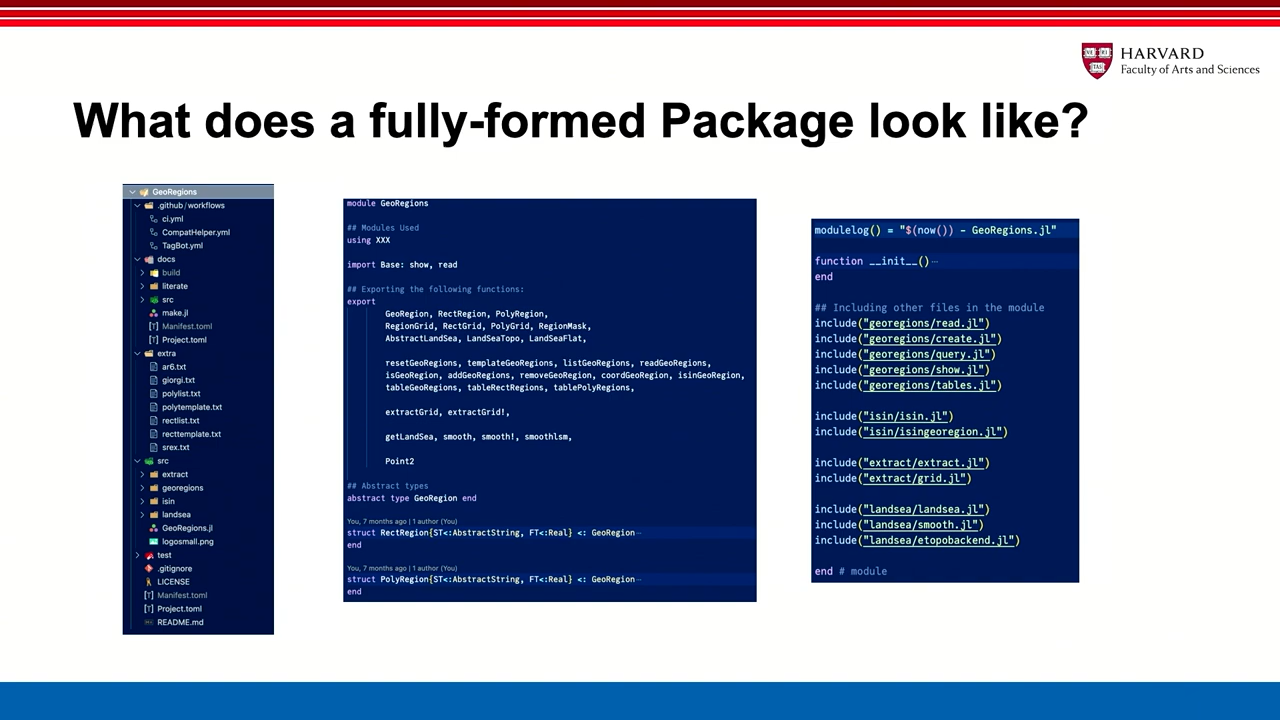 HARVARD
Faculty of Arts and Sciences
What does a fully-formed Package look like?
GeoRegions
.github/workflows
ci.yml
CompatHelper.yml
TagBot.yml
docs
build
literate
src
make.jl
Manifest.toml
Project.toml
extra
ar6.txt
giorgi.txt
polylist.txt
polytemplate.txt
rectlist.txt
recttemplate.txt
srex.txt
src
extract
georegions
isin
landsea
GeoRegions.jl
logosmall.png
test
.gitignore
LICENSE
Manifest.toml
Project.toml
README.md
module GeoRegions
## Modules Used
using XXX
import Base: show, read
## Exporting the following functions:
export
GeoRegion, RectRegion, PolyRegion,
RegionGrid, RectGrid, PolyGrid, RegionMask,
AbstractLandSea, LandSeaTopo, LandSeaFlat,
resetGeoRegions, templateGeoRegions, listGeoRegions, readGeoRegions,
isGeoRegion, addGeoRegions, removeGeoRegion, coordGeoRegion, isinGeoRegion,
tableGeoRegions, tableRectRegions, tablePolyRegions,
extractGrid, extractGrid!,
getLandSea, smooth, smooth!, smoothlsm,
Point2
## Abstract types
abstract type GeoRegion end
You, 7 months ago | 1 author (You)
struct RectRegion{ST<:AbstractString, FT<:Real} <: GeoRegion
end
You, 7 months ago | 1 author (You)
struct PolyRegion{ST<:AbstractString, FT<:Real} <: GeoRegion
end
modulelog() = "$(now()) - GeoRegions.jl"
function __init__()
end
## Including other files in the module
include("georegions/read.jl")
include("georegions/create.jl")
include("georegions/query.jl")
include("georegions/show.jl")
include("georegions/tables.jl")
include("isin/isin.jl")
include("isin/isingeoregion.jl")
include("extract/extract.jl")
include("extract/grid.jl")
include("landsea/landsea.jl")
include("landsea/smooth.jl")
include("landsea/etopobackend.jl")
end # module